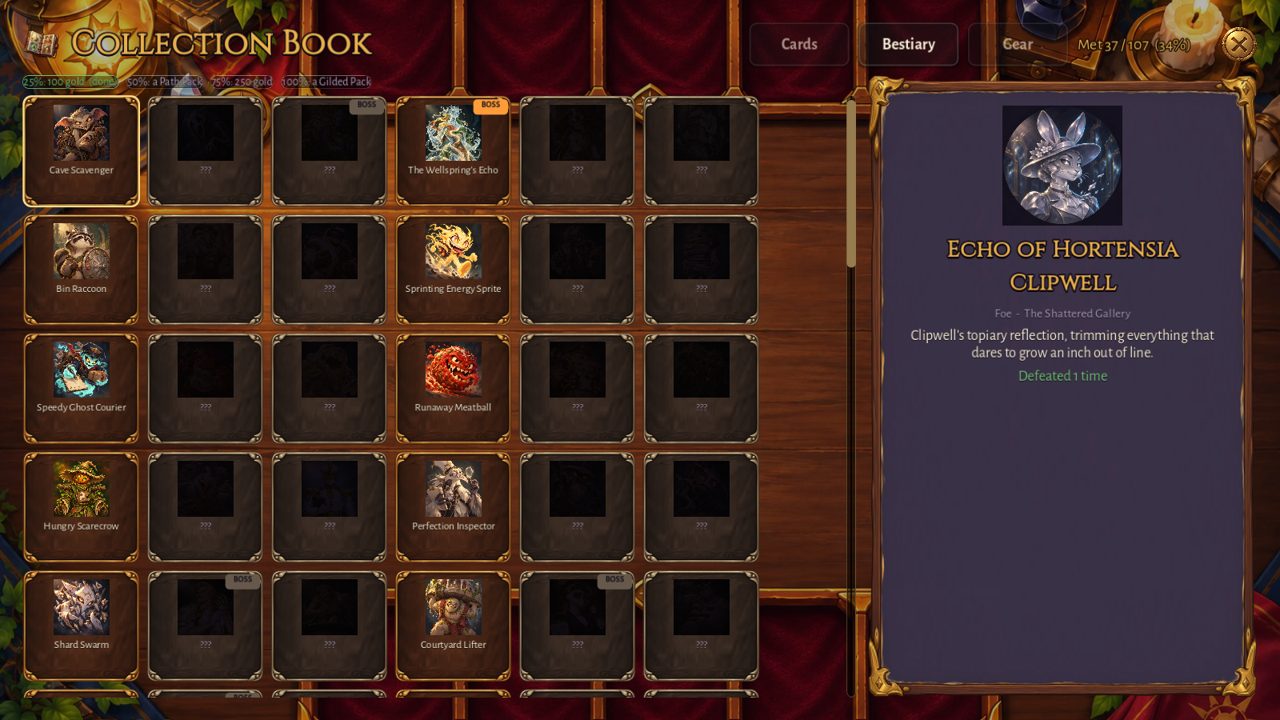 Collection Book
Cards
Bestiary
Gear
Met 37 / 107 (34%)
25%: 100 gold (done) 50%: a Path Pack 75%: 250 gold 100%: a Gilded Pack
Cave Scavenger
???
BOSS
???
BOSS
The Wellspring's Echo
???
???
Bin Raccoon
???
???
Sprinting Energy Sprite
???
???
Speedy Ghost Courier
???
???
Runaway Meatball
???
???
Hungry Scarecrow
???
???
Perfection Inspector
???
???
Shard Swarm
BOSS
???
???
Courtyard Lifter
BOSS
???
???
BOSS
Echo of Hortensia
Clipwell
Foe - The Shattered Gallery
Clipwell's topiary reflection, trimming everything that
dares to grow an inch out of line.
Defeated 1 time